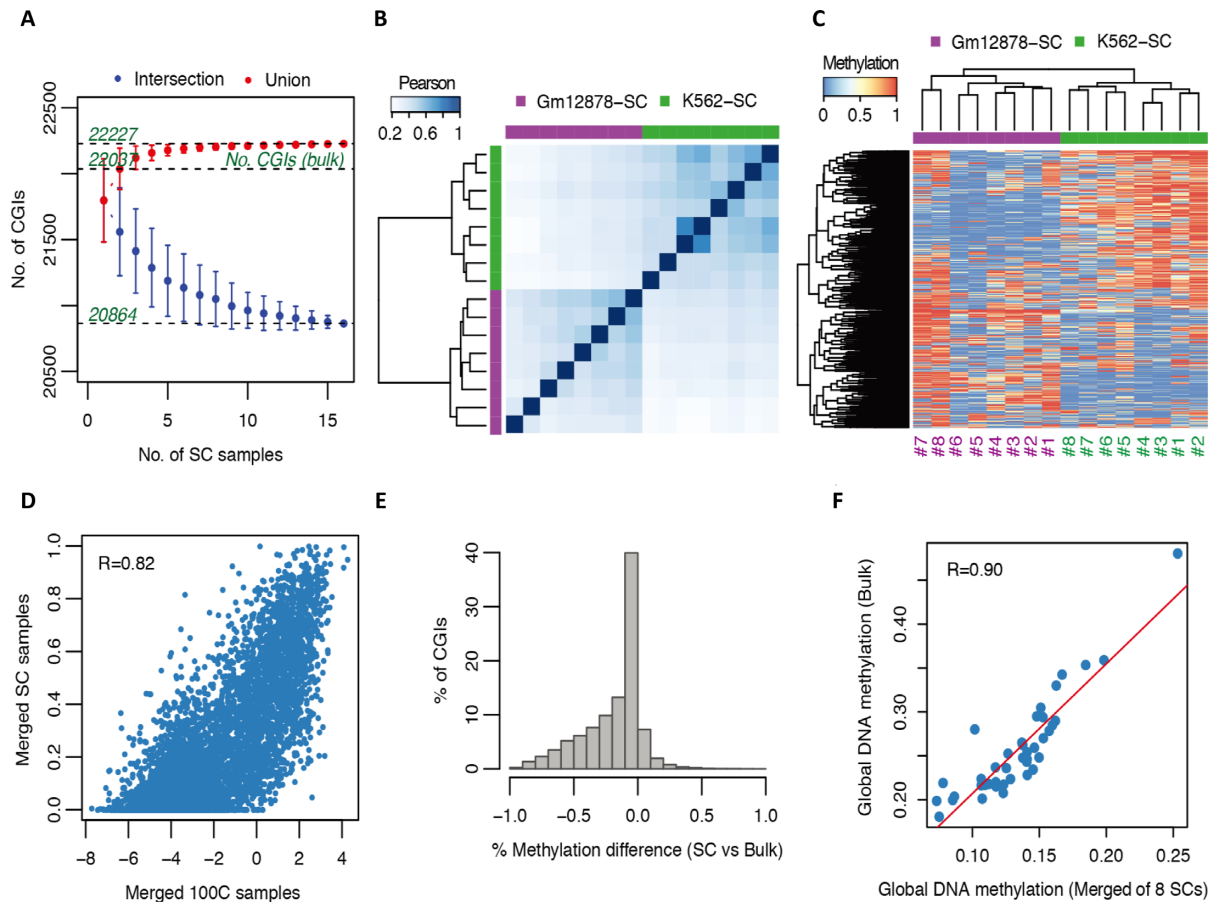 A
Intersection
Union
22500
21500
20500
No. of CGIs
22227
22037
No. CGIs (bulk)
20864
0
5
10
15
No. of SC samples
B
Pearson
0.2
0.6
1
Gm12878-SC
K562-SC
C
Gm12878-SC
K562-SC
Methylation
0
0.5
1
#7
#8
#6
#5
#4
#3
#2
#1
#8
#7
#6
#5
#4
#3
#1
#2
D
R=0.82
Merged SC samples
1.0
0.8
0.6
0.4
0.2
0.0
−8
−6
−4
−2
0
2
4
Merged 100C samples
E
% of CGIs
40
30
20
10
0
−1.0
−0.5
0.0
0.5
1.0
% Methylation difference (SC vs Bulk)
F
R=0.90
Global DNA methylation (Bulk)
0.40
0.30
0.20
0.10
0.15
0.20
0.25
Global DNA methylation (Merged of 8 SCs)